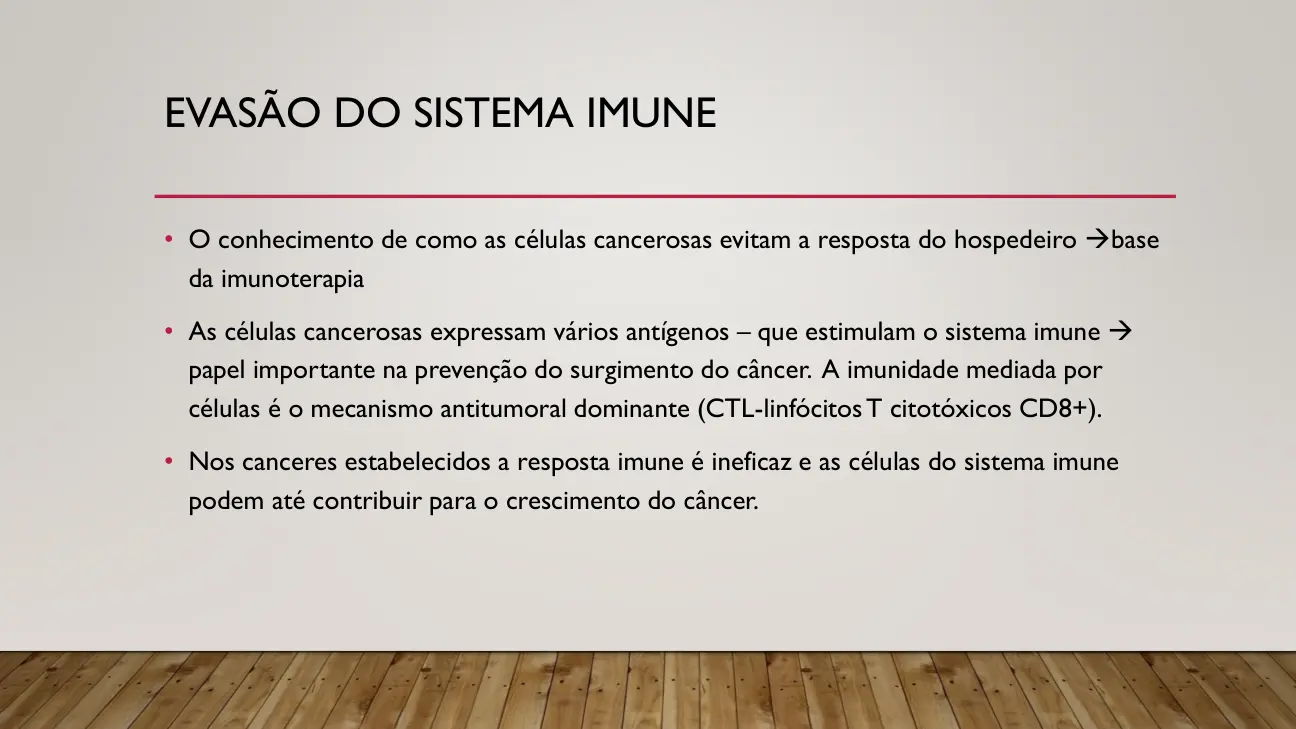 EVASÃO DO SISTEMA IMUNE
• O conhecimento de como as células cancerosas evitam a resposta do hospedeiro →base
da imunoterapia
• As células cancerosas expressam vários antígenos – que estimulam o sistema imune →
papel importante na prevenção do surgimento do câncer. A imunidade mediada por
células é o mecanismo antitumoral dominante (CTL-linfócitos T citotóxicos CD8+).
• Nos canceres estabelecidos a resposta imune é ineficaz e as células do sistema imune
podem até contribuir para o crescimento do câncer.